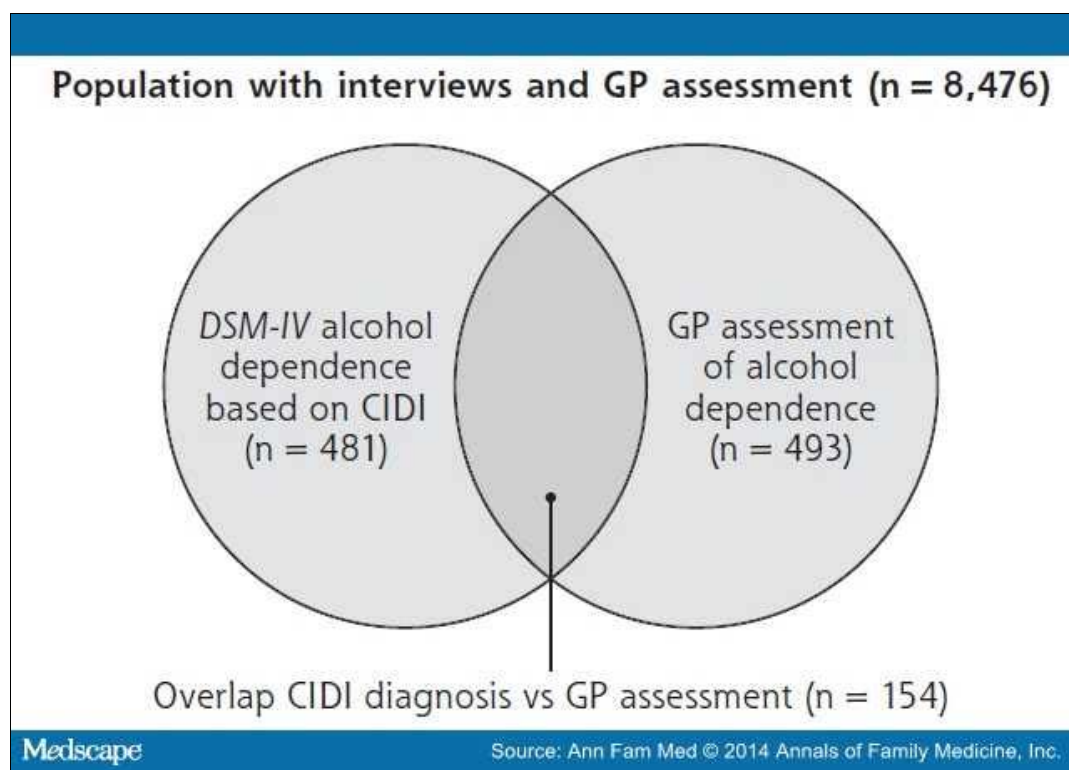 Population with interviews and GP assessment (n = 8,476)
DSM-IV alcohol
dependence
based on CIDI
(n = 481)
GP assessment
of alcohol
dependence
(n = 493)
Overlap CIDI diagnosis vs GP assessment (n = 154)
Medscape
Source: Ann Fam Med © 2014 Annals of Family Medicine, Inc.